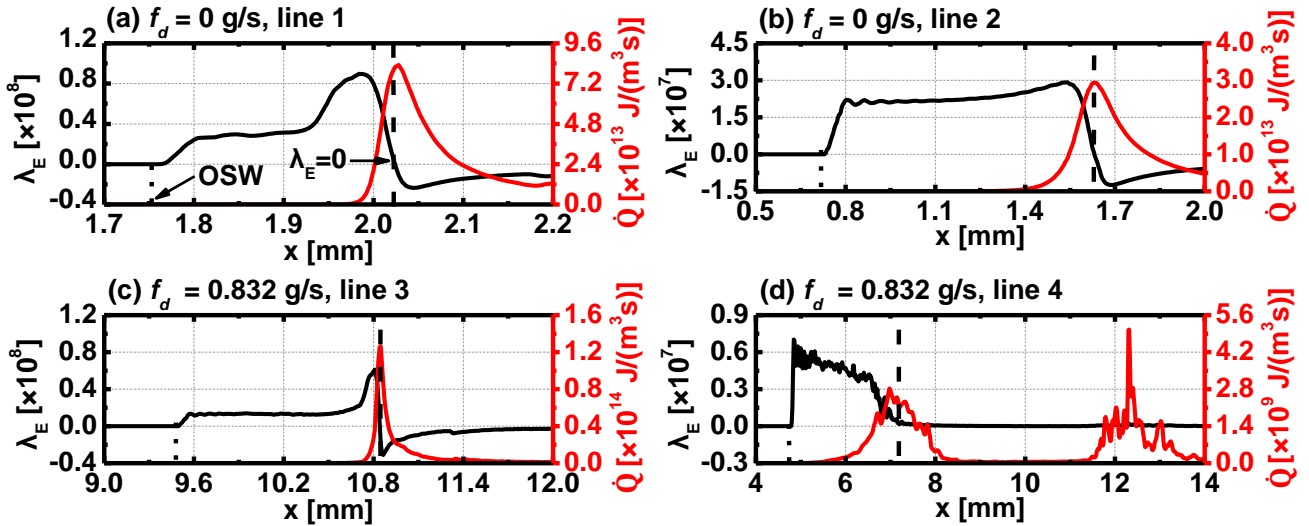 (a) f_d = 0 g/s, line 1
λ_E [×10^8]
1.2
0.8
0.4
0.0
-0.4
OSW
λ_E=0
9.6
7.2
4.8
2.4
0.0
Q̇ [×10^13 J/(m^3s)]
1.7 1.8 1.9 2.0 2.1 2.2
x [mm]
(b) f_d = 0 g/s, line 2
λ_E [×10^7]
4.5
3.0
1.5
0.0
-1.5
4.0
3.0
2.0
1.0
0.0
Q̇ [×10^13 J/(m^3s)]
0.5 0.8 1.1 1.4 1.7 2.0
x [mm]
(c) f_d = 0.832 g/s, line 3
λ_E [×10^8]
1.2
0.8
0.4
0.0
-0.4
1.6
1.2
0.8
0.4
0.0
Q̇ [×10^14 J/(m^3s)]
9.0 9.6 10.2 10.8 11.4 12.0
x [mm]
(d) f_d = 0.832 g/s, line 4
λ_E [×10^7]
0.9
0.6
0.3
0.0
-0.3
5.6
4.2
2.8
1.4
0.0
Q̇ [×10^9 J/(m^3s)]
4 6 8 10 12 14
x [mm]